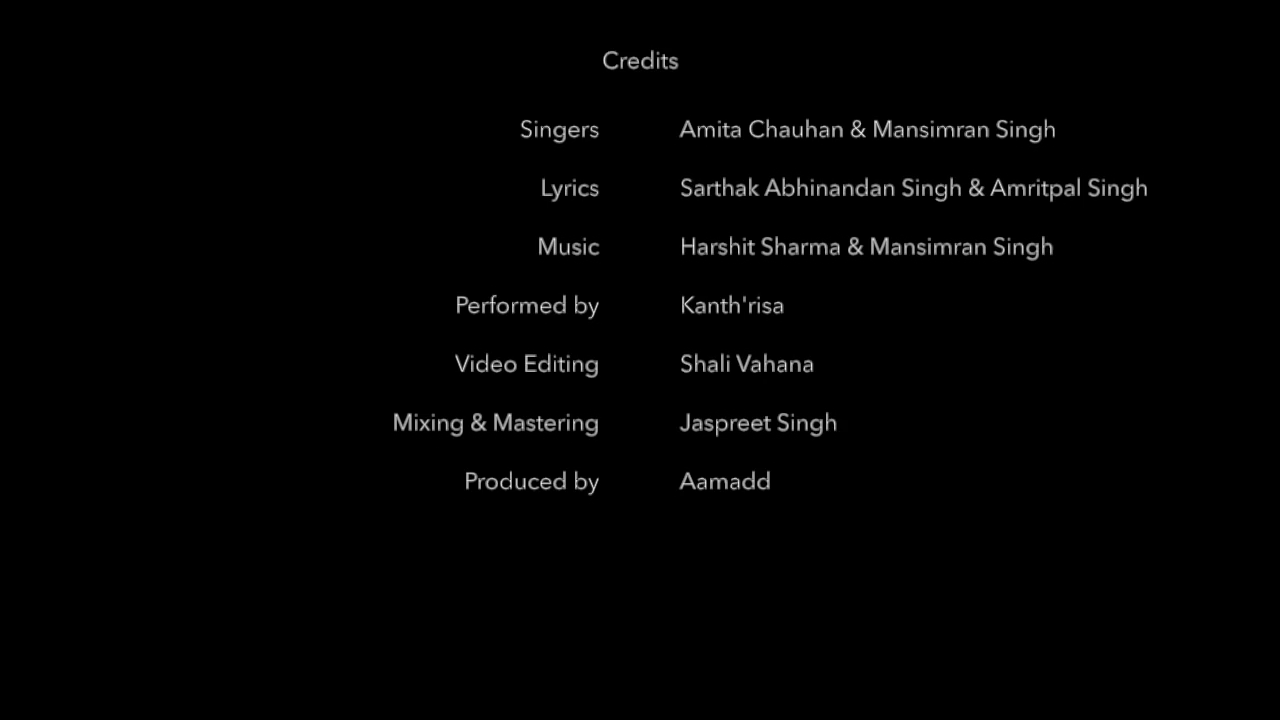 Credits
Singers Amita Chauhan & Mansimran Singh
Lyrics Sarthak Abhinandan Singh & Amritpal Singh
Music Harshit Sharma & Mansimran Singh
Performed by Kanth'risa
Video Editing Shali Vahana
Mixing & Mastering Jaspreet Singh
Produced by Aamadd